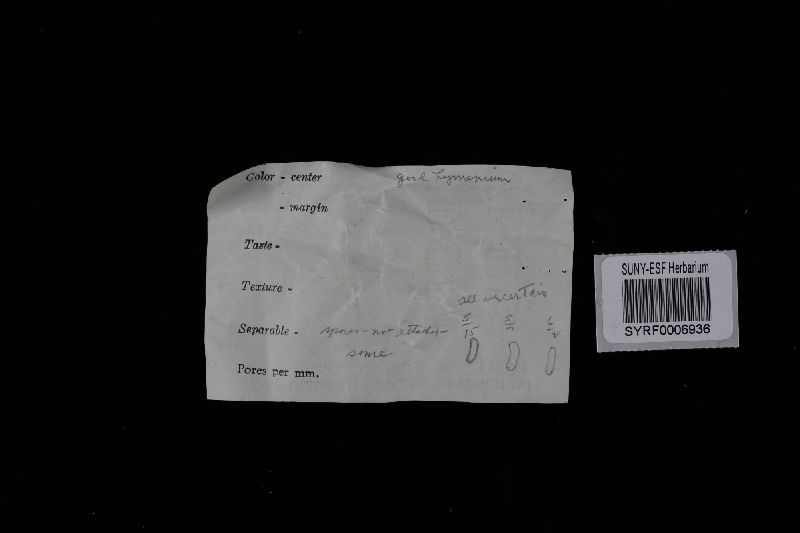 Color - center good Hymenium
- margin
Taste -
Texture -
all uncertain
Separable - spores - not attached -
5/15 5/
some
Pores per mm.
SUNY-ESF Herbarium
SYRF0006936